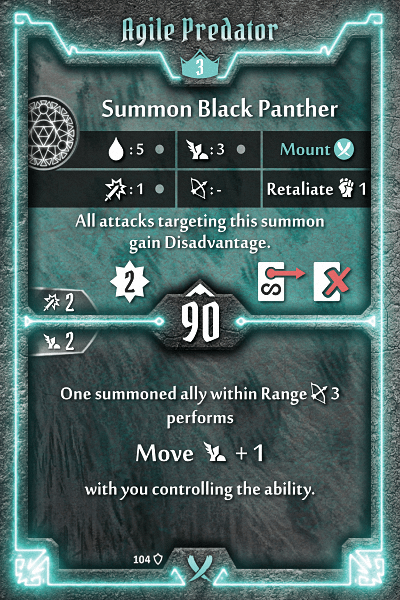 Agile Predator
3
Summon Black Panther
: 5 : 3 Mount
: 1 : - Retaliate 1
All attacks targeting this summon
gain Disadvantage.
2
2
90
2
One summoned ally within Range 3
performs
Move + 1
with you controlling the ability.
104